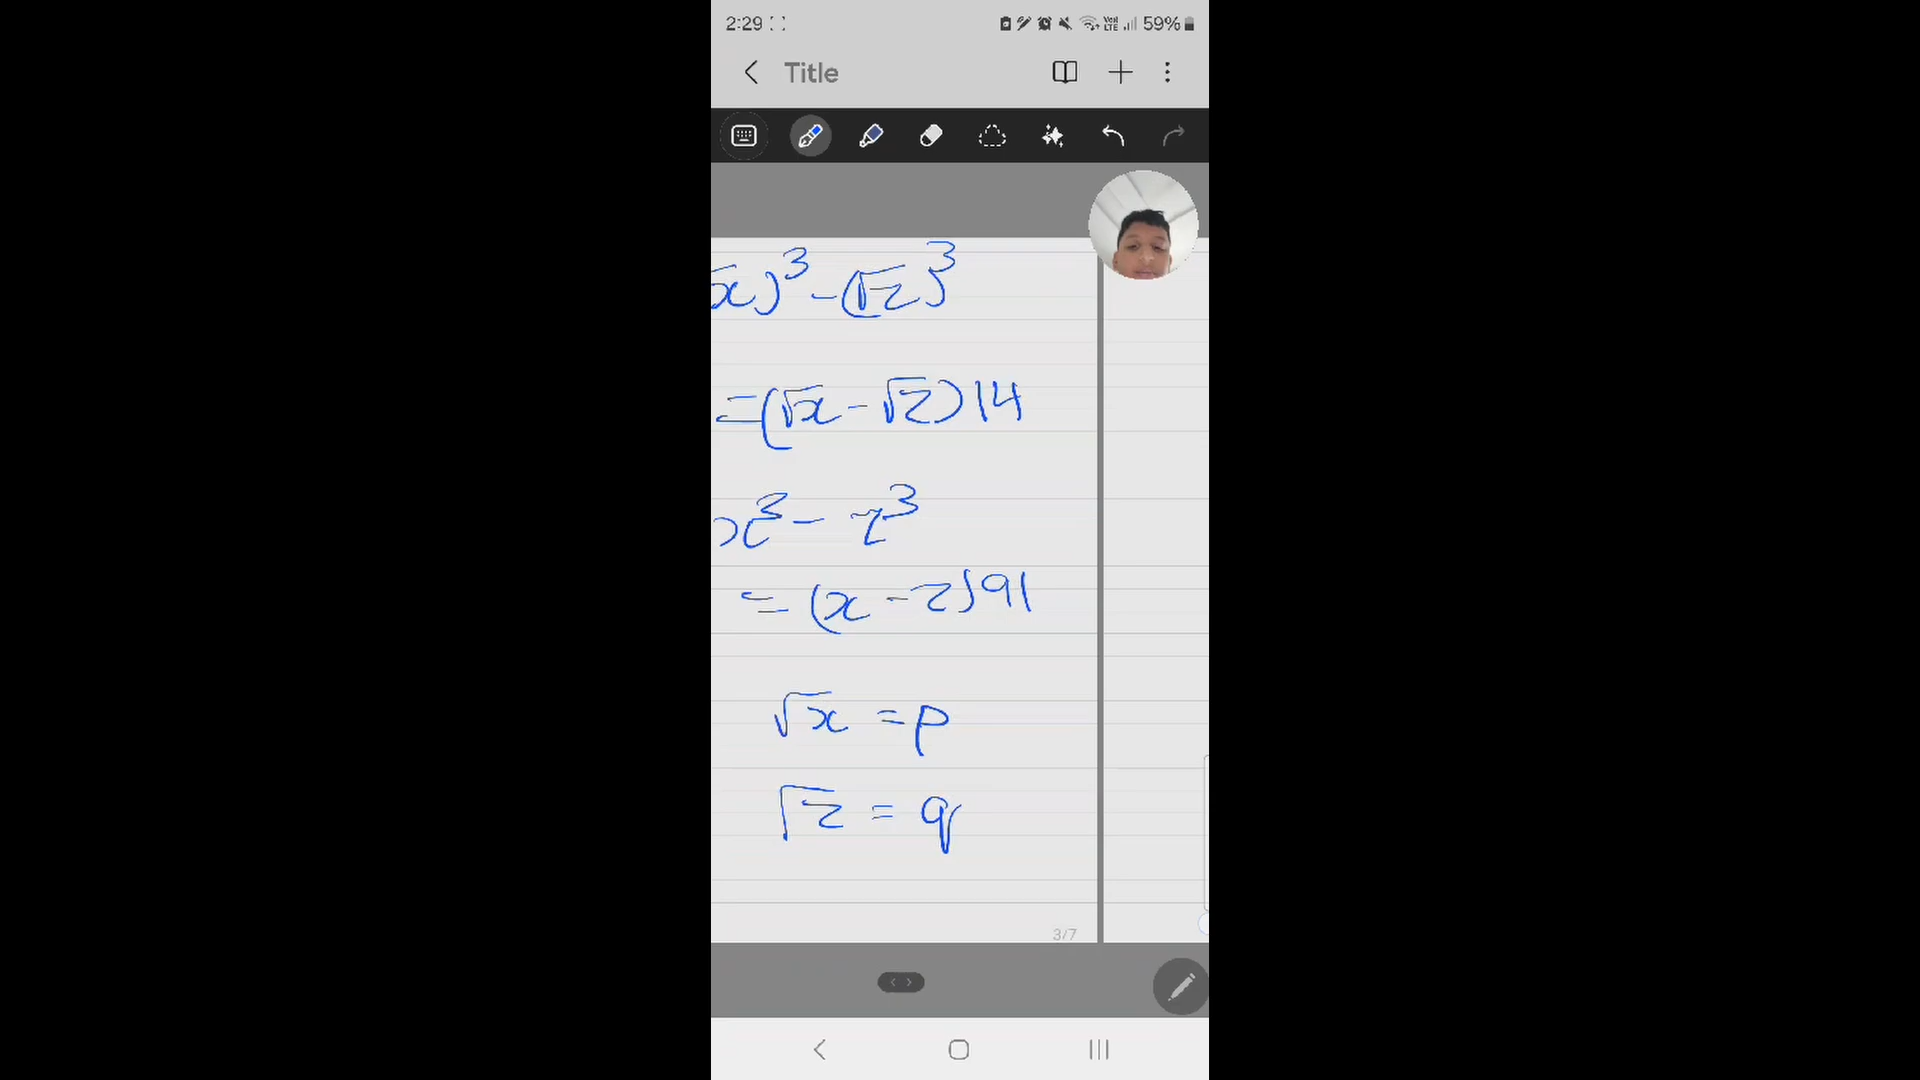 2:29 59%
Title
√x)³ - (√z)³
= (√x - √z) 14
x³ - z³
= (x - z) 91
√x = p
√z = q
3/7